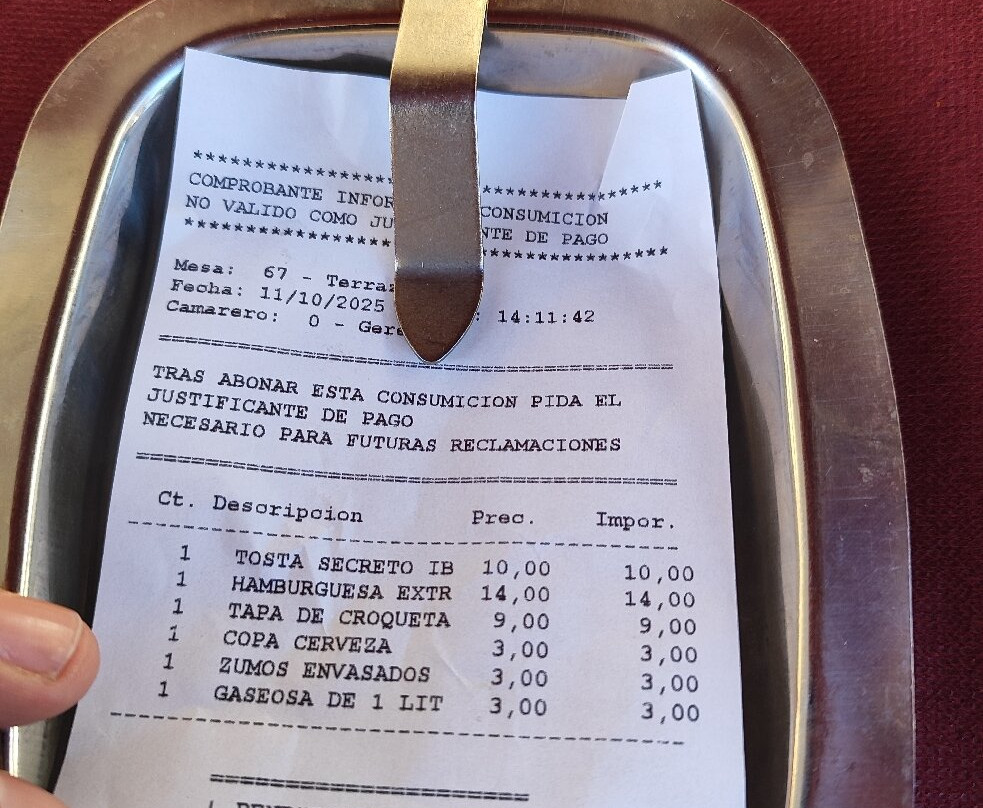 ****************
COMPROBANTE INFOR CONSUMICION
NO VALIDO COMO JU NTE DE PAGO
****************
Mesa: 67 - Terra
Fecha: 11/10/2025 : 14:11:42
Camarero: 0 - Gere
TRAS ABONAR ESTA CONSUMICION PIDA EL
JUSTIFICANTE DE PAGO
NECESARIO PARA FUTURAS RECLAMACIONES
Ct. Descripcion Prec. Impor.
1 TOSTA SECRETO IB 10,00 10,00
1 HAMBURGUESA EXTR 14,00 14,00
1 TAPA DE CROQUETA 9,00 9,00
1 COPA CERVEZA 3,00 3,00
1 ZUMOS ENVASADOS 3,00 3,00
1 GASEOSA DE 1 LIT 3,00 3,00